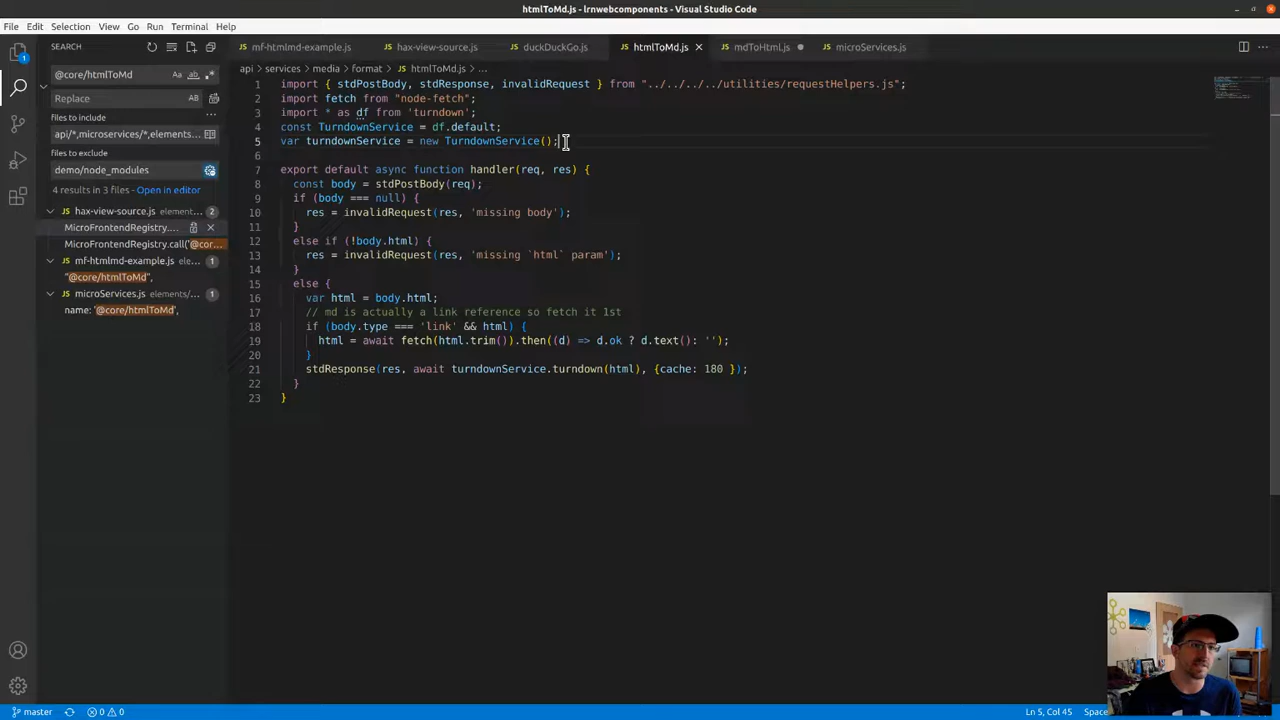 htmlToMd.js - lrnwebcomponents - Visual Studio Code
File Edit Selection View Go Run Terminal Help
SEARCH
mf-htmlmd-example.js hax-view-source.js duckDuckGo.js htmlToMd.js mdToHtml.js microServices.js
@core/htmlToMd
api > services > media > format > htmlToMd.js > ...
Replace
files to include
api/*,microservices/*,elements...
files to exclude
demo/node_modules
4 results in 3 files - Open in editor
hax-view-source.js element... 2
MicroFrontendRegistry....
MicroFrontendRegistry.call('@cor...
mf-htmlmd-example.js element... 1
"@core/htmlToMd",
microServices.js elements/... 1
name: '@core/htmlToMd',
1 import { stdPostBody, stdResponse, invalidRequest } from "../../../../utilities/requestHelpers.js";
2 import fetch from "node-fetch";
3 import * as df from 'turndown';
4 const TurndownService = df.default;
5 var turndownService = new TurndownService();
6
7 export default async function handler(req, res) {
8 const body = stdPostBody(req);
9 if (body === null) {
10 res = invalidRequest(res, 'missing body');
11 }
12 else if (!body.html) {
13 res = invalidRequest(res, 'missing `html` param');
14 }
15 else {
16 var html = body.html;
17 // md is actually a link reference so fetch it 1st
18 if (body.type === 'link' && html) {
19 html = await fetch(html.trim()).then((d) => d.ok ? d.text(): '');
20 }
21 stdResponse(res, await turndownService.turndown(html), {cache: 180 });
22 }
23 }
master 0 0 Ln 5, Col 45 Spac